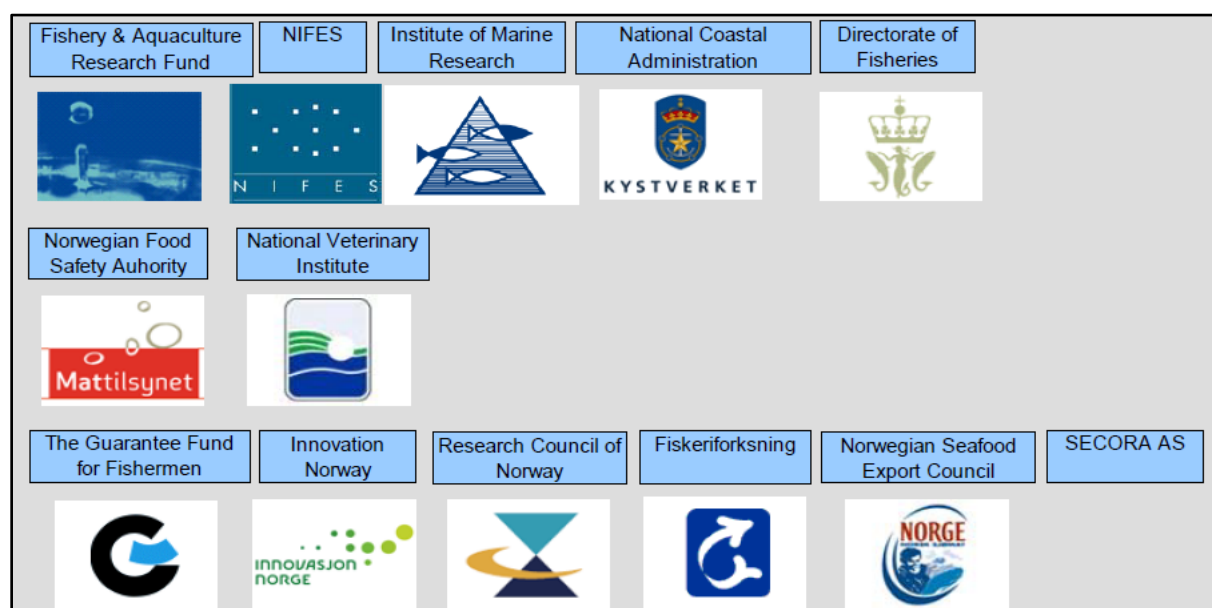 Fishery & Aquaculture
Research Fund
NIFES
Institute of Marine
Research
National Coastal
Administration
Directorate of
Fisheries
N I F E S
KYSTVERKET
Norwegian Food
Safety Auhority
National Veterinary
Institute
Mattilsynet
The Guarantee Fund
for Fishermen
Innovation
Norway
Research Council of
Norway
Fiskeriforksning
Norwegian Seafood
Export Council
SECORA AS
INNOVASJON
NORGE
NORGE